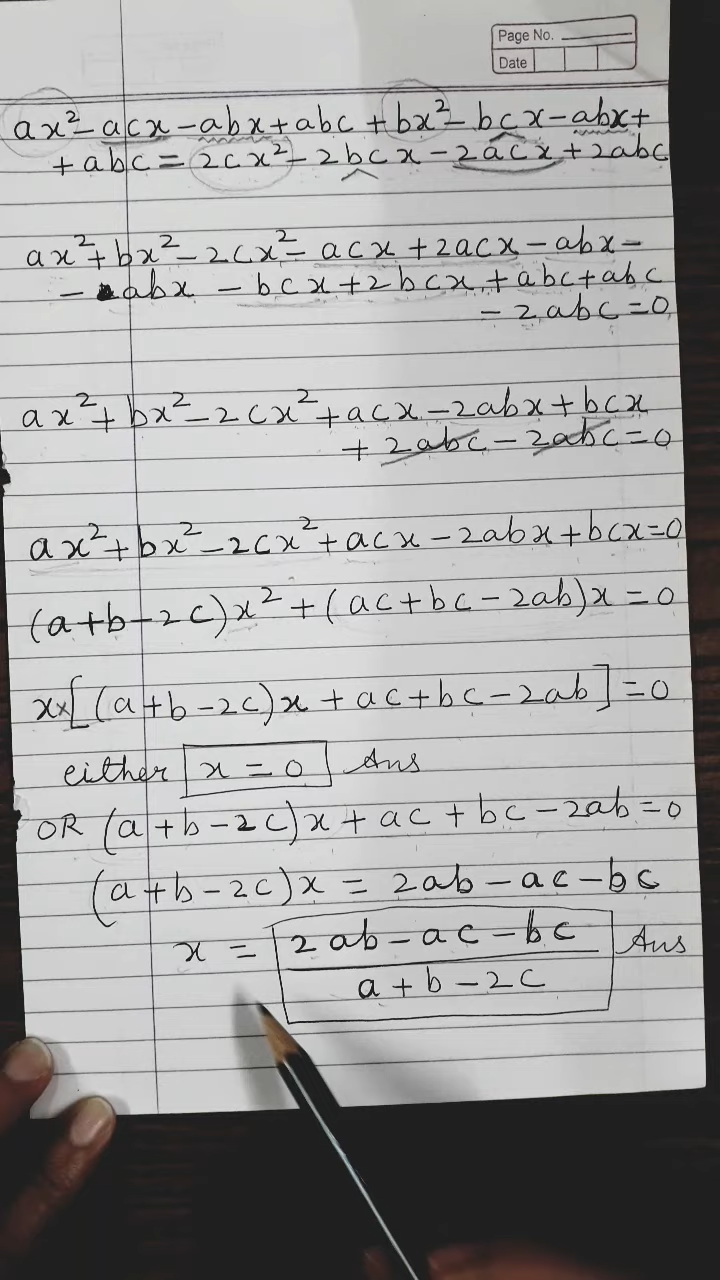 Page No.
Date
ax² - acx - abx + abc + bx² - bcx - abx +
+ abc = 2cx² - 2bcx - 2acx + 2abc
ax² + bx² - 2cx² - acx + 2acx - abx -
- abx - bcx + 2bcx + abc + abc
- 2abc = 0
ax² + bx² - 2cx² + acx - 2abx + bcx
+ 2abc - 2abc = 0
ax² + bx² - 2cx² + acx - 2abx + bcx = 0
(a + b - 2c)x² + (ac + bc - 2ab)x = 0
x×[(a + b - 2c)x + ac + bc - 2ab] = 0
either x = 0 Ans
OR (a + b - 2c)x + ac + bc - 2ab = 0
(a + b - 2c)x = 2ab - ac - bc
x = 2ab - ac - bc Ans
a + b - 2c